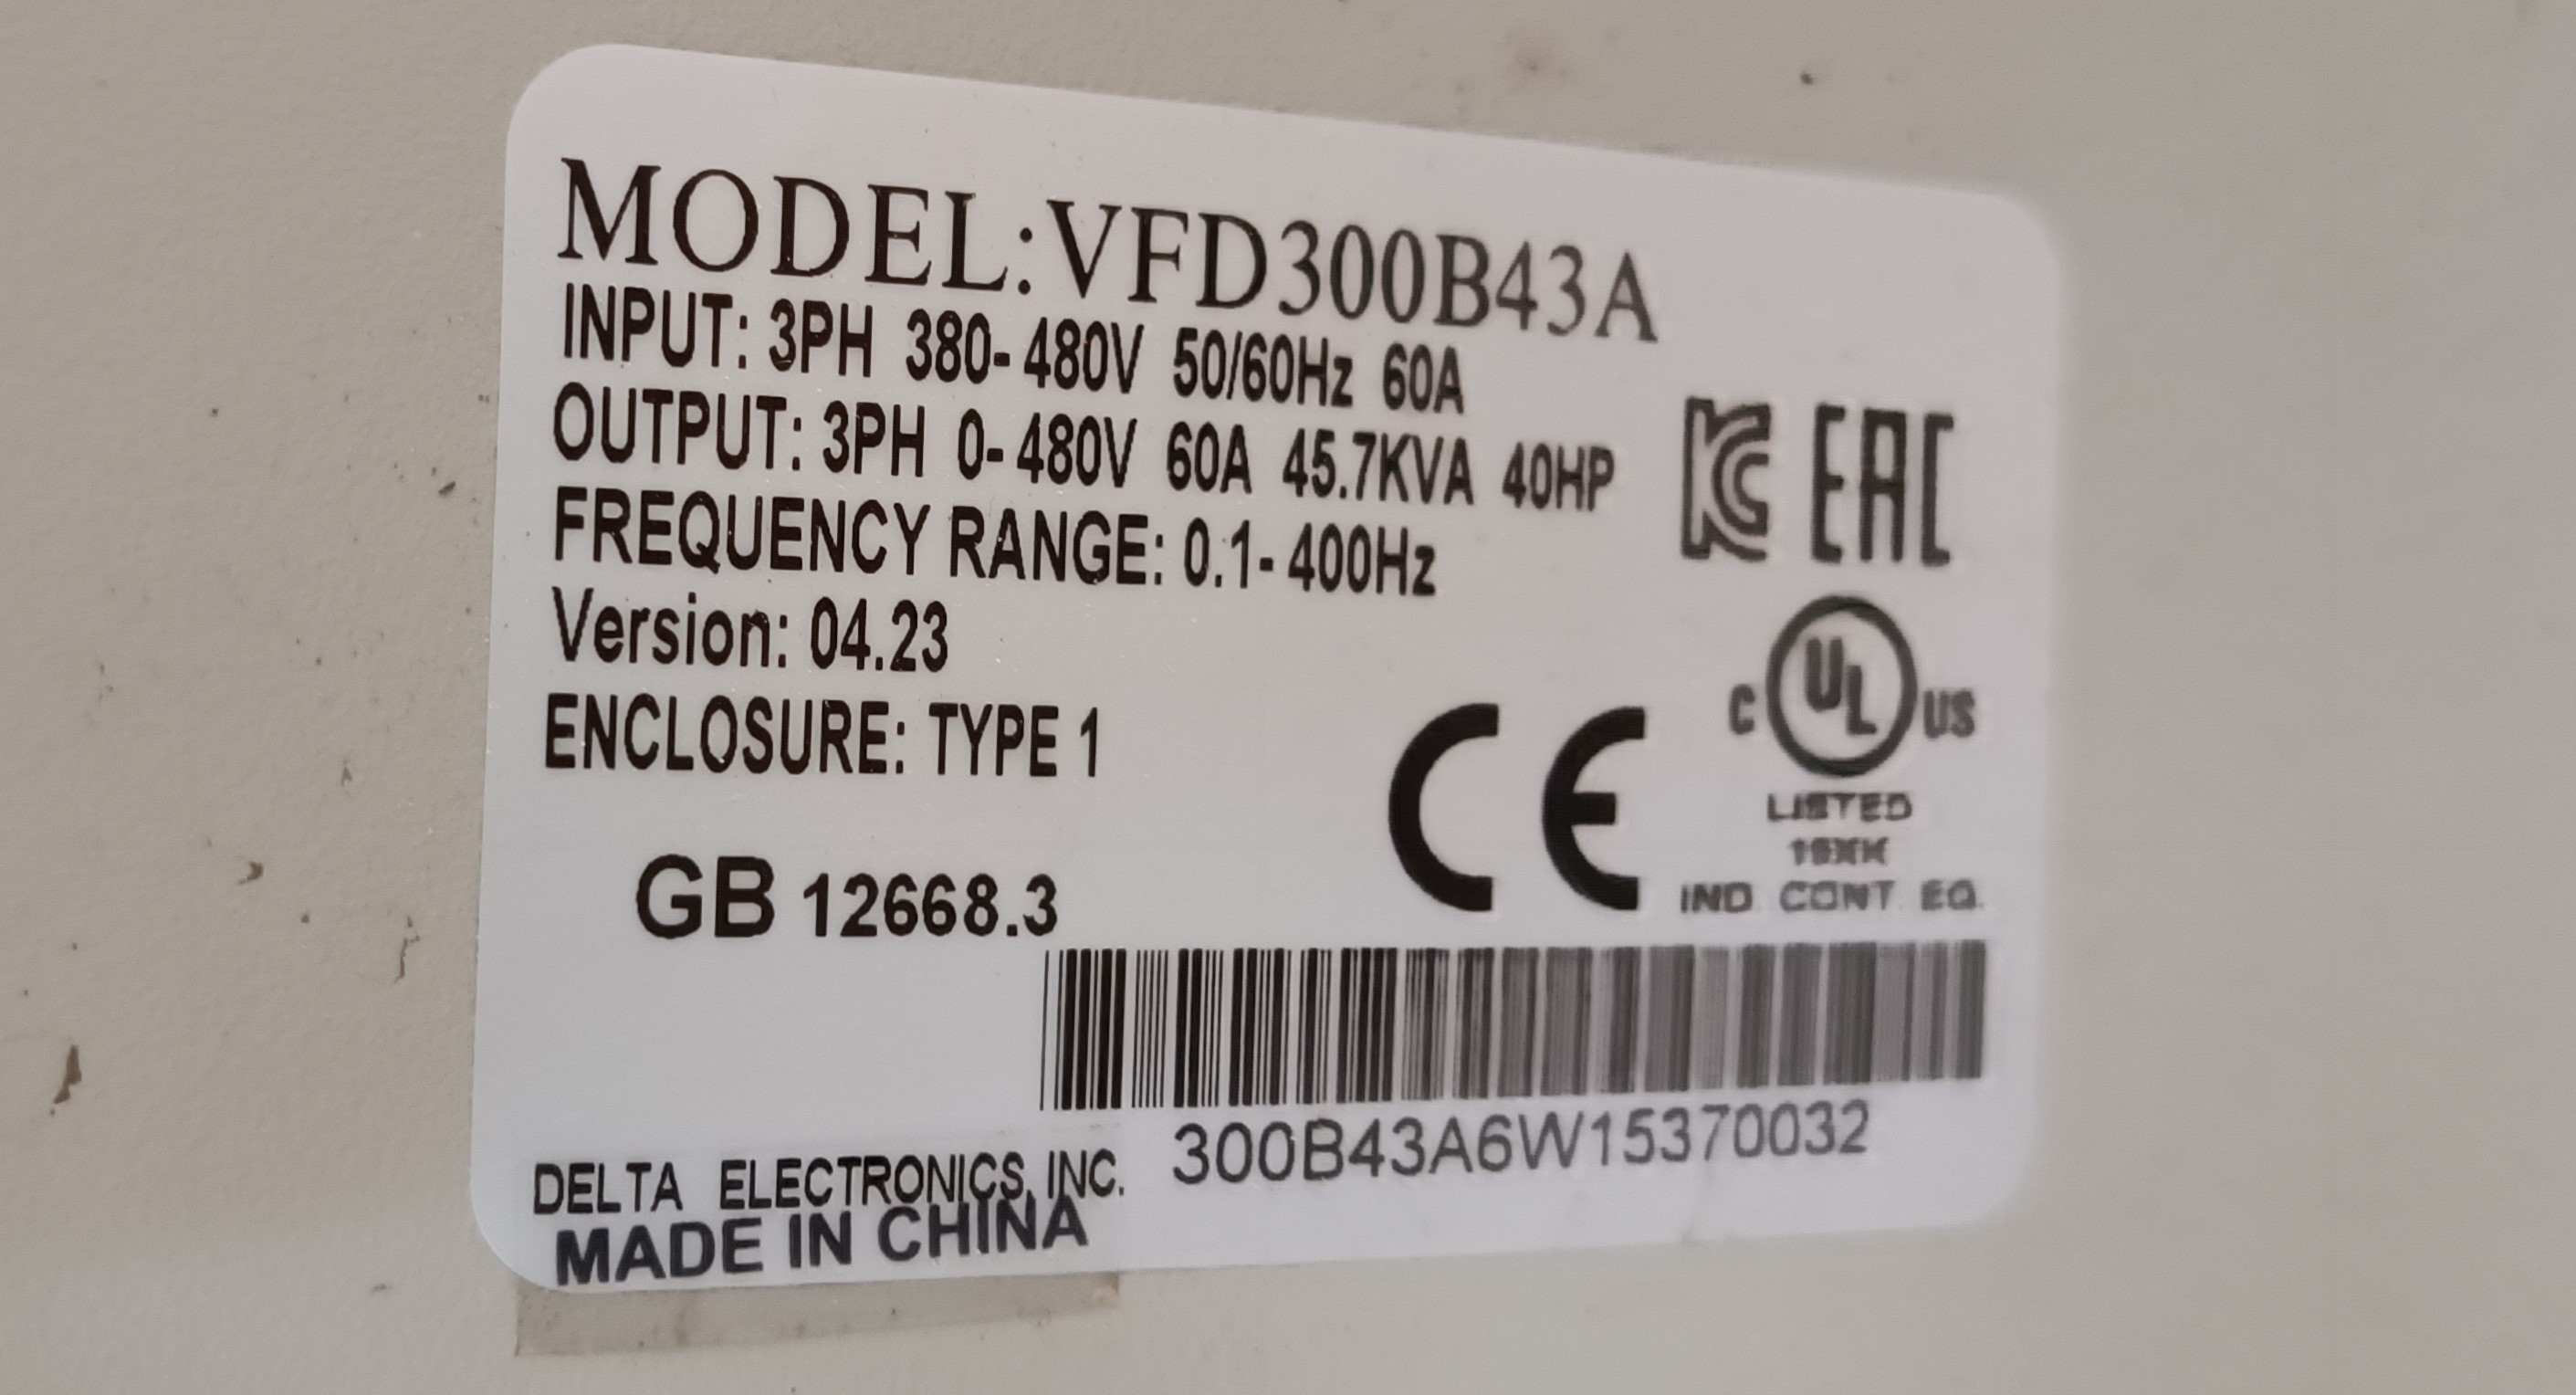 MODEL:VFD300B43A
INPUT: 3PH 380-480V 50/60Hz 60A
OUTPUT: 3PH 0-480V 60A 45.7KVA 40HP
FREQUENCY RANGE: 0.1-400Hz
Version: 04.23
ENCLOSURE: TYPE 1
GB 12668.3
EAC
CE
C UL US
LISTED
IND. CONT. EQ.
300B43A6W15370032
DELTA ELECTRONICS, INC.
MADE IN CHINA